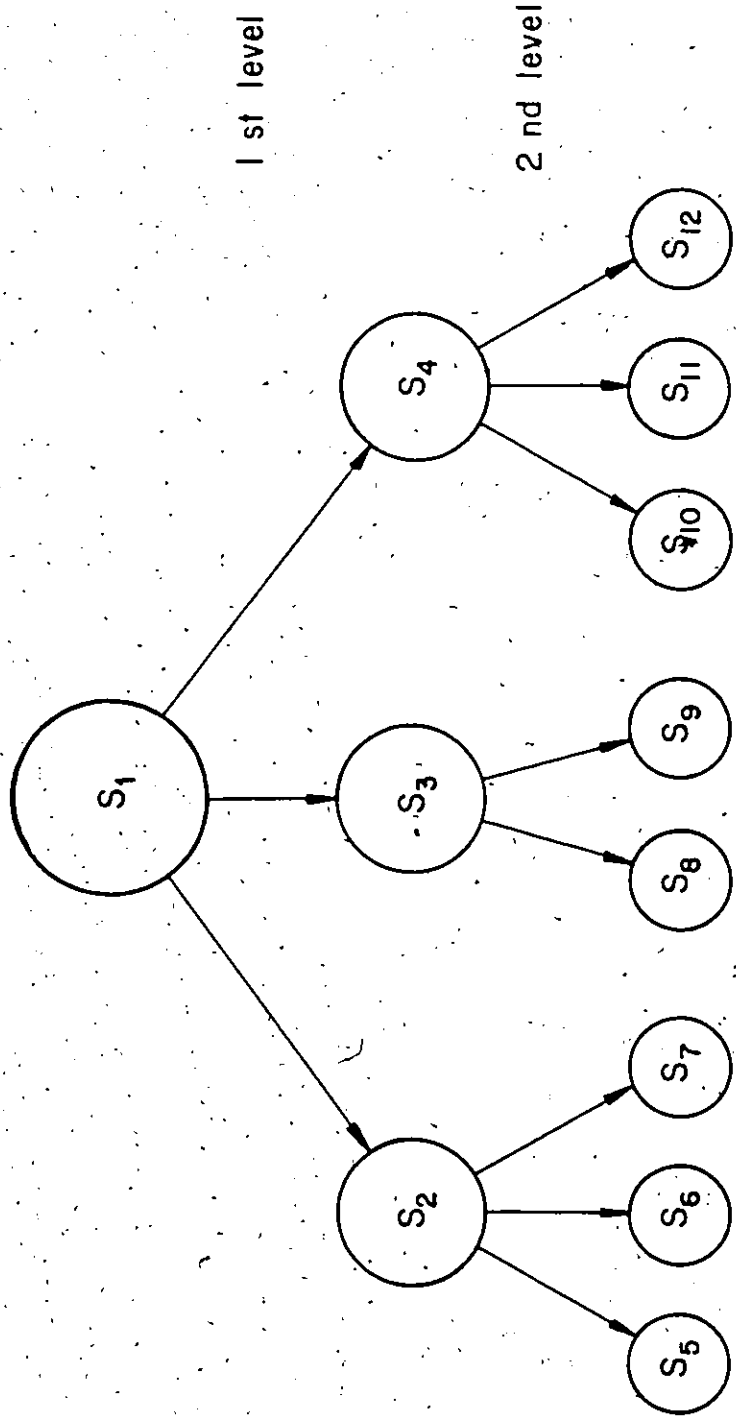 S₁
1 st level
S₂ S₃ S₄
2 nd level
S₅ S₆ S₇ S₈ S₉ S₁₀ S₁₁ S₁₂